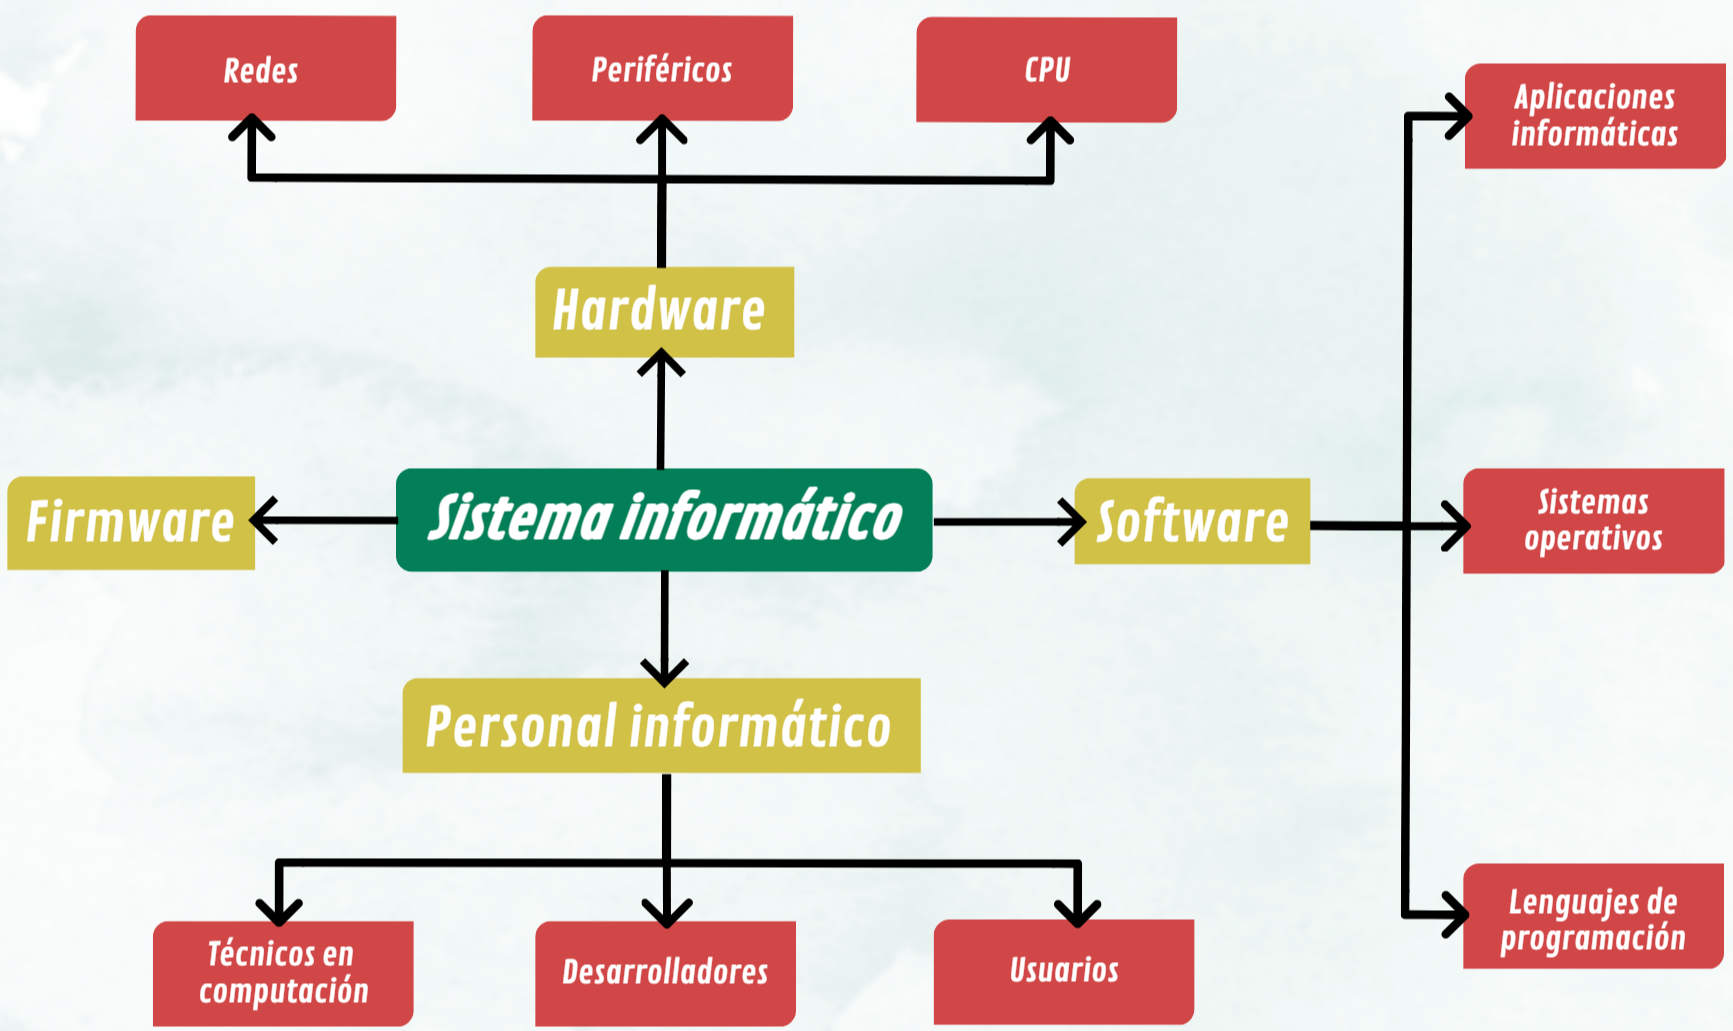 Redes
Periféricos
CPU
Aplicaciones
informáticas
Hardware
Firmware
Sistema informático
Software
Sistemas
operativos
Personal informático
Técnicos en
computación
Desarrolladores
Usuarios
Lenguajes de
programación